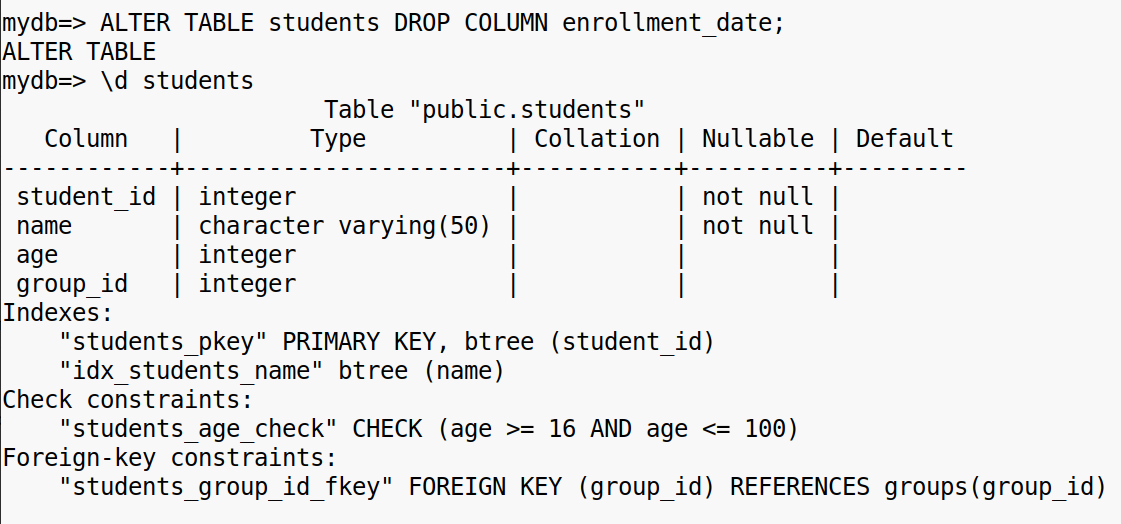 mydb=> ALTER TABLE students DROP COLUMN enrollment_date;
ALTER TABLE
mydb=> \d students
                       Table "public.students"
   Column   |         Type          | Collation | Nullable | Default
------------+-----------------------+-----------+----------+---------
 student_id | integer               |           | not null |
 name       | character varying(50) |           | not null |
 age        | integer               |           |          |
 group_id   | integer               |           |          |
Indexes:
    "students_pkey" PRIMARY KEY, btree (student_id)
    "idx_students_name" btree (name)
Check constraints:
    "students_age_check" CHECK (age >= 16 AND age <= 100)
Foreign-key constraints:
    "students_group_id_fkey" FOREIGN KEY (group_id) REFERENCES groups(group_id)